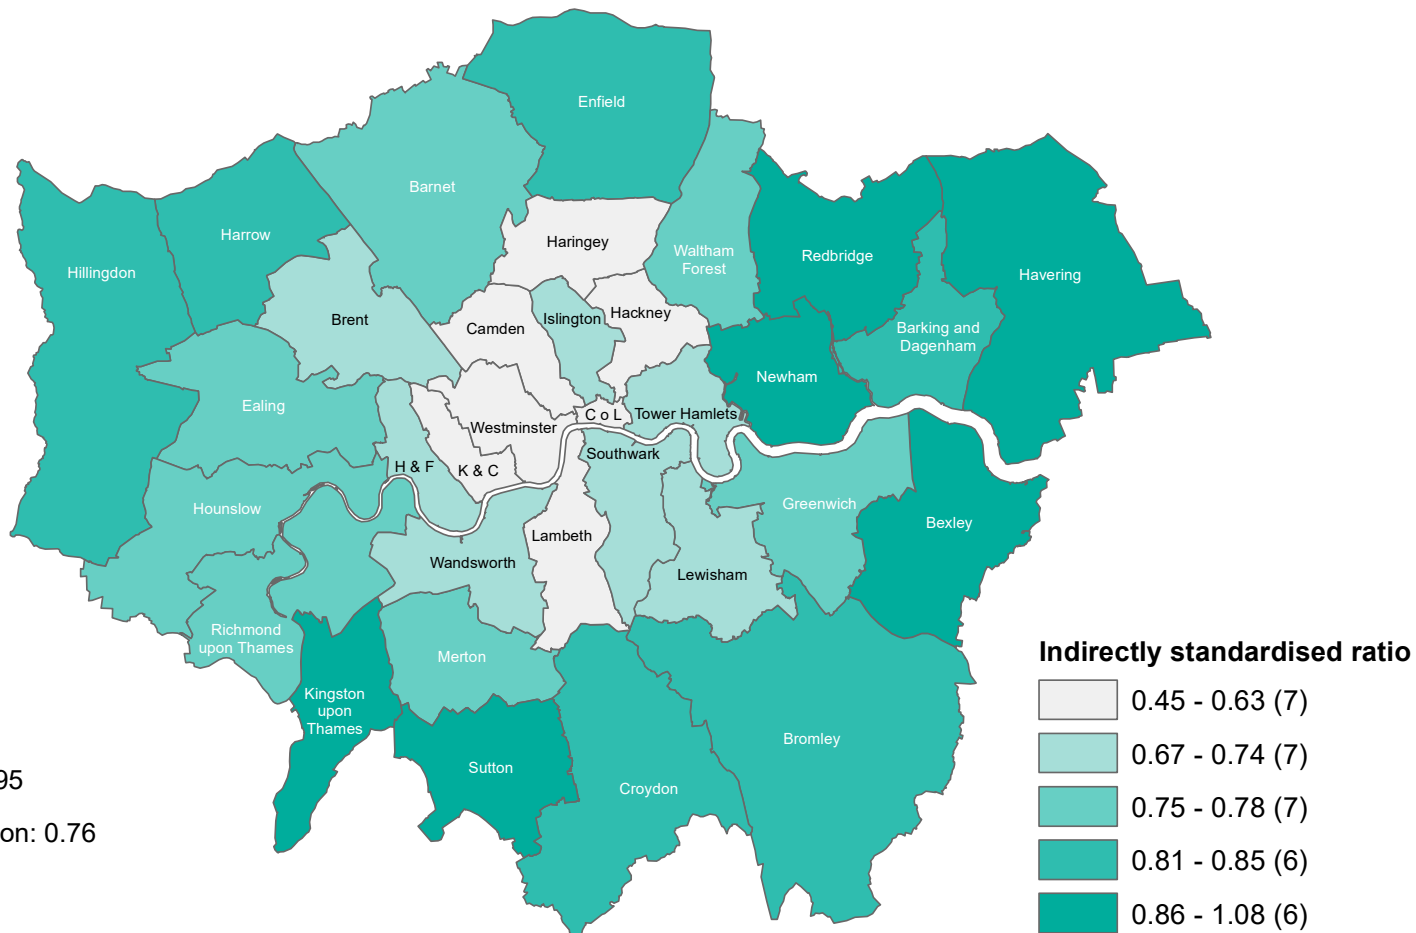 Enfield
Barnet
Harrow
Haringey
Waltham
Forest
Redbridge
Hillingdon
Havering
Brent
Camden
Islington
Hackney
Barking and
Dagenham
Newham
Ealing
C o L
Tower Hamlets
Westminster
Southwark
H & F
K & C
Hounslow
Greenwich
Bexley
Lambeth
Wandsworth
Lewisham
Richmond
upon Thames
Merton
Kingston
upon
Thames
Sutton
Bromley
Croydon
95
on: 0.76
Indirectly standardised ratio
0.45 - 0.63 (7)
0.67 - 0.74 (7)
0.75 - 0.78 (7)
0.81 - 0.85 (6)
0.86 - 1.08 (6)